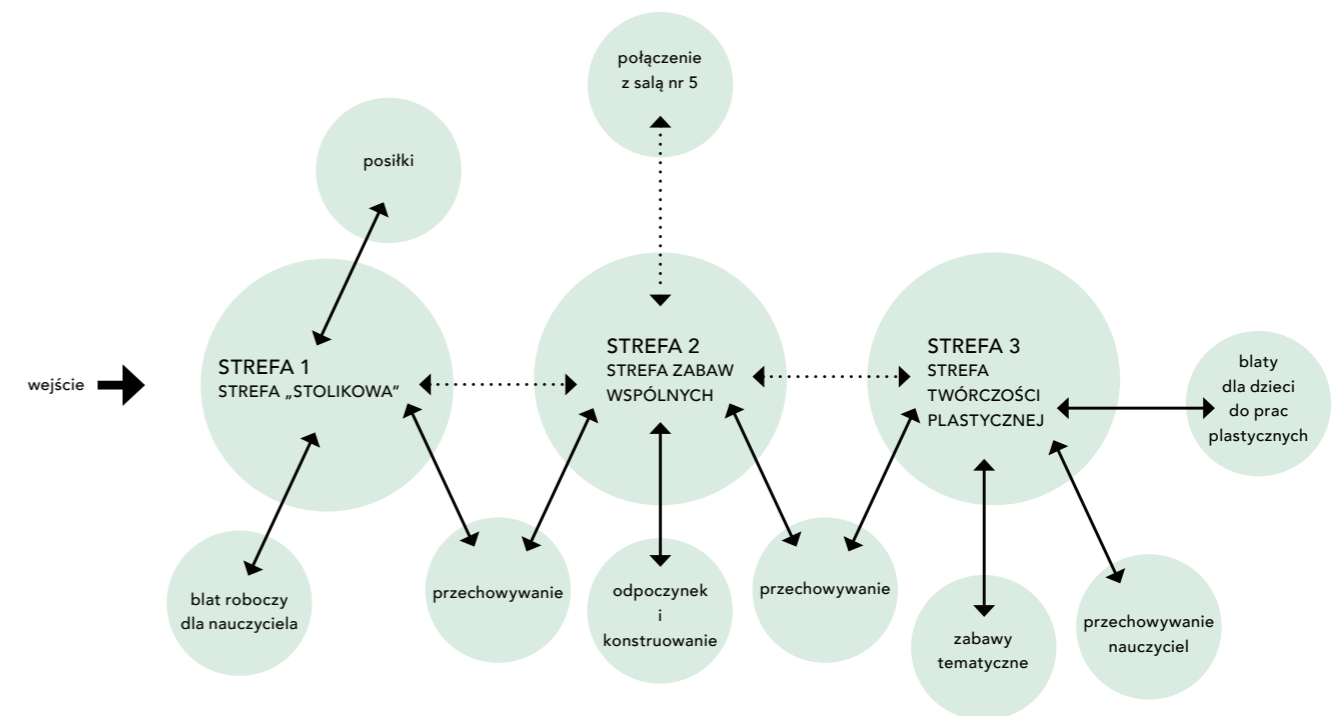 połączenie
z salą nr 5
posiłki
wejście
STREFA 1
STREFA „STOLIKOWA”
STREFA 2
STREFA ZABAW
WSPÓLNYCH
STREFA 3
STREFA
TWÓRCZOŚCI
PLASTYCZNEJ
blaty
dla dzieci
do prac
plastycznych
blat roboczy
dla nauczyciela
przechowywanie
odpoczynek
i
konstruowanie
przechowywanie
zabawy
tematyczne
przechowywanie
nauczyciel